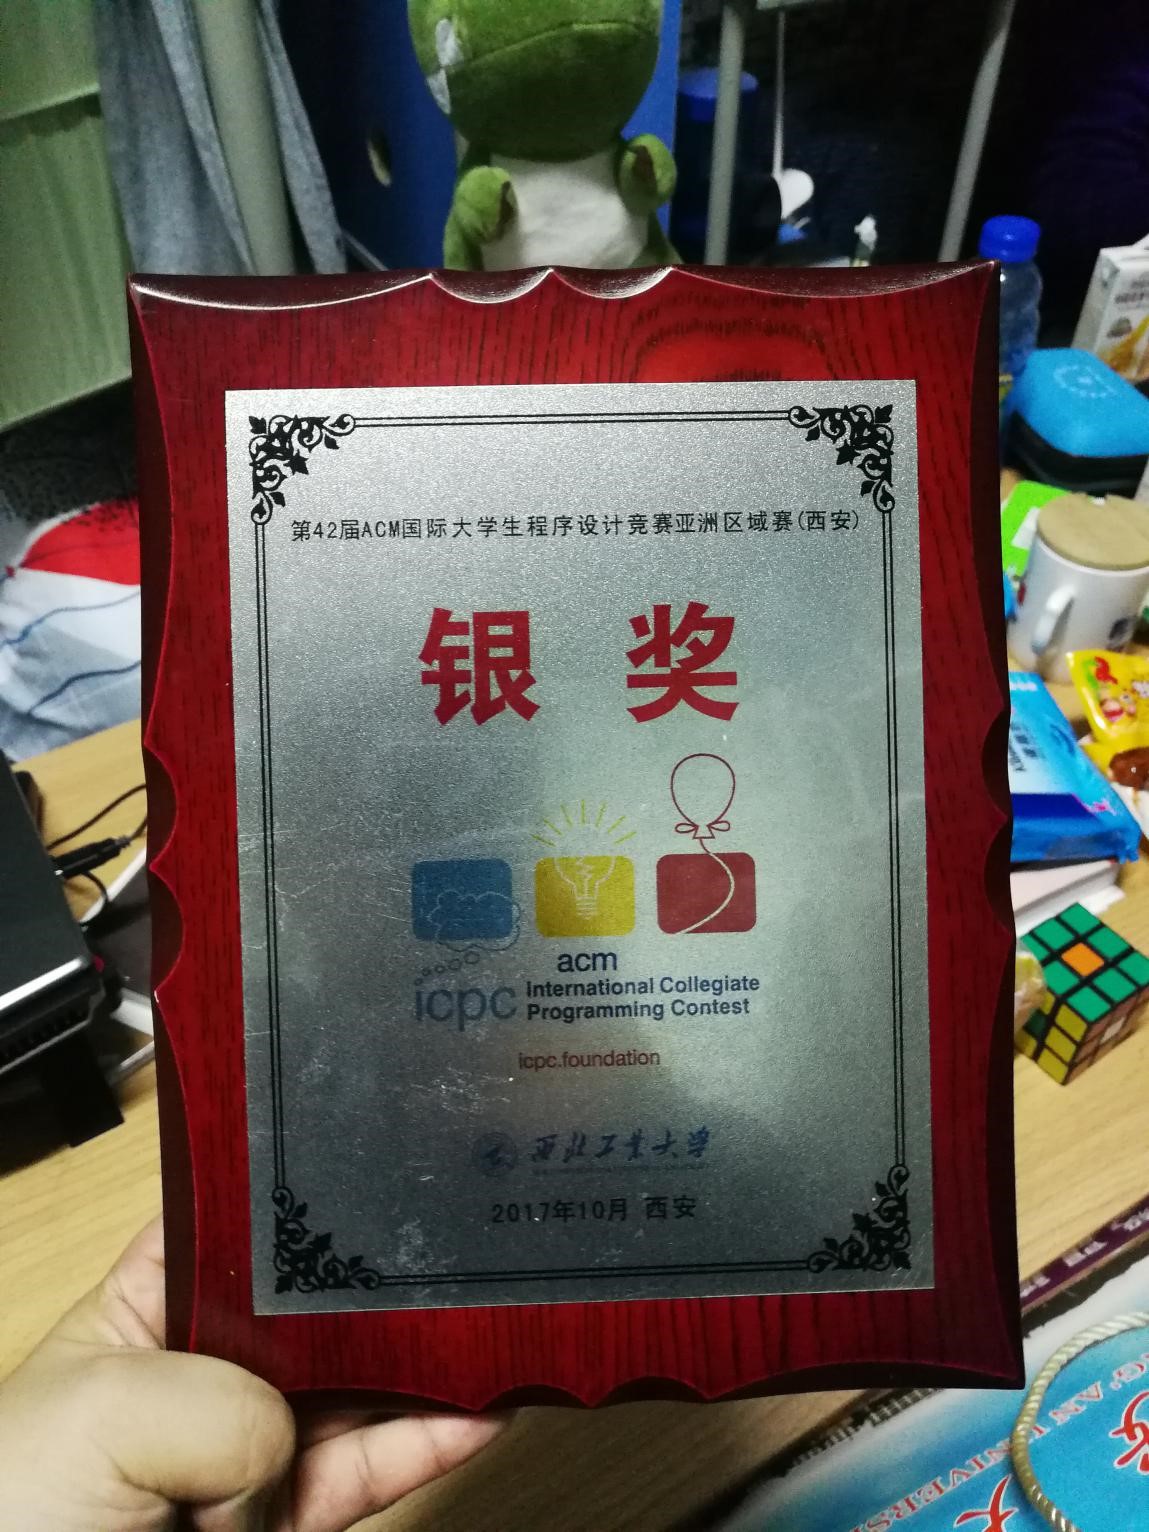 第42届ACM国际大学生程序设计竞赛亚洲区域赛(西安)
银 奖
acm
icpc International Collegiate
Programming Contest
icpc.foundation
西北工业大学
2017年10月 西安